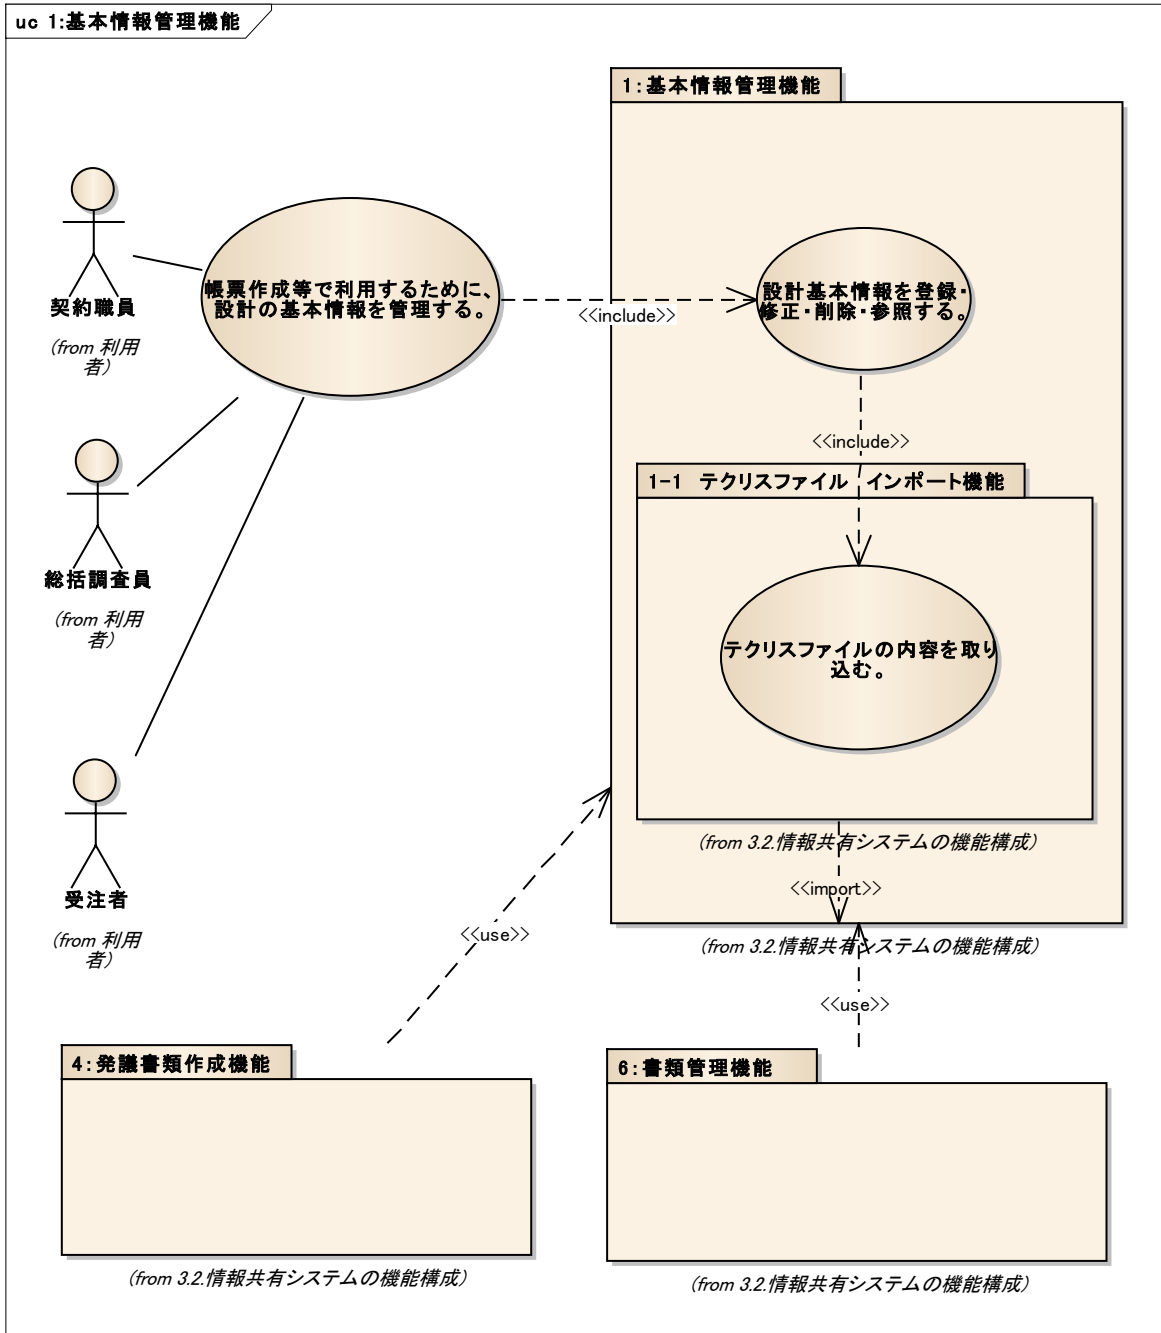 uc 1:基本情報管理機能
1:基本情報管理機能
契約職員
(from 利用
者)
帳票作成等で利用するために、
設計の基本情報を管理する。
<<include>>
設計基本情報を登録・
修正・削除・参照する。
<<include>>
総括調査員
(from 利用
者)
1-1 テクリスファイル インポート機能
テクリスファイルの内容を取り
込む。
(from 3.2.情報共有システムの機能構成)
<<import>>
受注者
(from 利用
者)
<<use>>
(from 3.2.情報共有システムの機能構成)
<<use>>
4:発議書類作成機能
(from 3.2.情報共有システムの機能構成)
6:書類管理機能
(from 3.2.情報共有システムの機能構成)